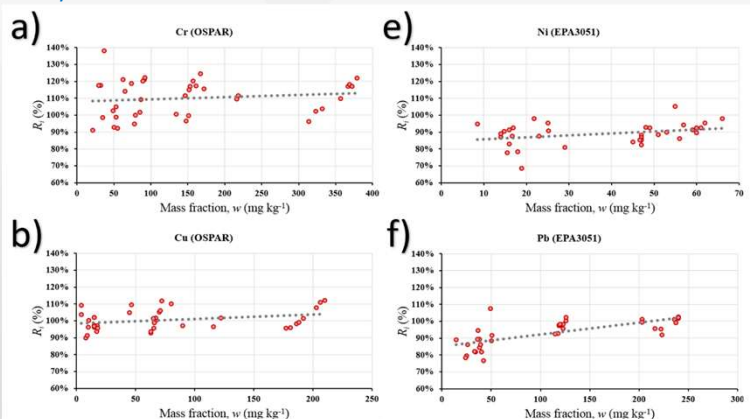 a)
Cr (OSPAR)
140%
130%
120%
110%
100%
90%
80%
70%
60%
R_i (%)
0 50 100 150 200 250 300 350 400
Mass fraction, w (mg kg⁻¹)
e)
Ni (EPA3051)
140%
130%
120%
110%
100%
90%
80%
70%
60%
R_i (%)
0 10 20 30 40 50 60 70
Mass fraction, w (mg kg⁻¹)
b)
Cu (OSPAR)
140%
130%
120%
110%
100%
90%
80%
70%
60%
R_i (%)
0 50 100 150 200 250
Mass fraction, w (mg kg⁻¹)
f)
Pb (EPA3051)
140%
130%
120%
110%
100%
90%
80%
70%
60%
R_i (%)
0 50 100 150 200 250 300
Mass fraction, w (mg kg⁻¹)